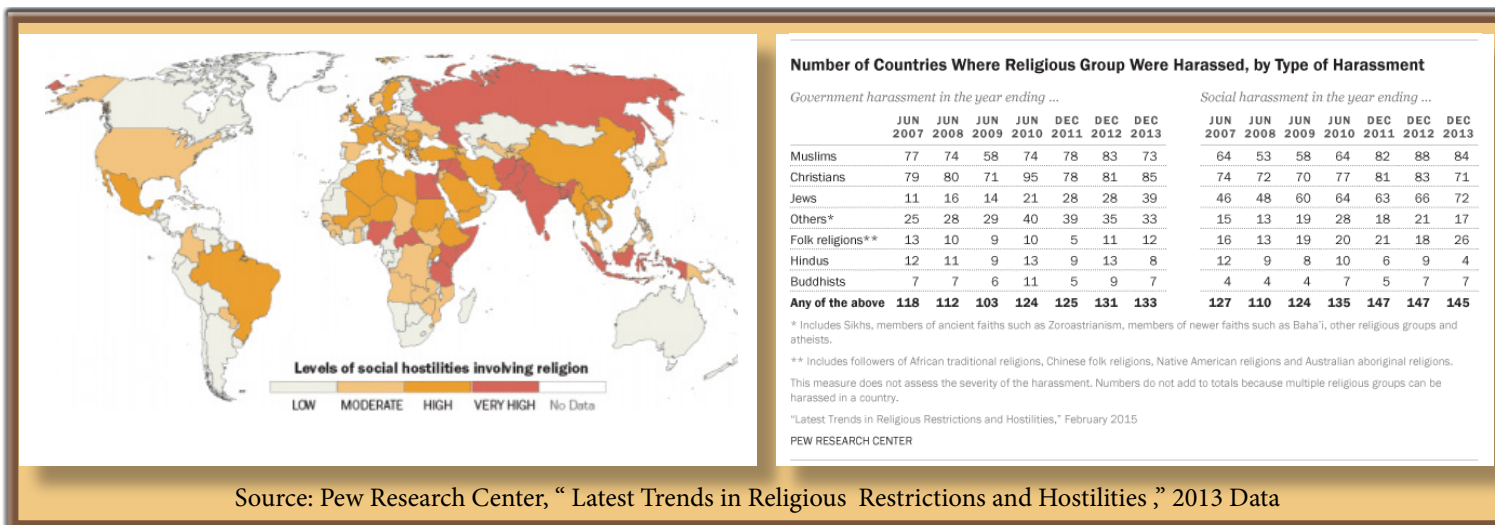 Levels of social hostilities involving religion
LOW MODERATE HIGH VERY HIGH No Data
Number of Countries Where Religious Group Were Harassed, by Type of Harassment
Government harassment in the year ending ... Social harassment in the year ending ...
JUN JUN JUN JUN DEC DEC DEC JUN JUN JUN JUN DEC DEC DEC
2007 2008 2009 2010 2011 2012 2013 2007 2008 2009 2010 2011 2012 2013
Muslims 77 74 58 74 78 83 73 64 53 58 64 82 88 84
Christians 79 80 71 95 78 81 85 74 72 70 77 81 83 71
Jews 11 16 14 21 28 28 39 46 48 60 64 63 66 72
Others* 25 28 29 40 39 35 33 15 13 19 28 18 21 17
Folk religions** 13 10 9 10 5 11 12 16 13 19 20 21 18 26
Hindus 12 11 9 13 9 13 8 12 9 8 10 6 9 4
Buddhists 7 7 6 11 5 9 7 4 4 4 7 5 7 7
Any of the above 118 112 103 124 125 131 133 127 110 124 135 147 147 145
* Includes Sikhs, members of ancient faiths such as Zoroastrianism, members of newer faiths such as Baha'i, other religious groups and
atheists.
** Includes followers of African traditional religions, Chinese folk religions, Native American religions and Australian aboriginal religions.
This measure does not assess the severity of the harassment. Numbers do not add to totals because multiple religious groups can be
harassed in a country.
"Latest Trends in Religious Restrictions and Hostilities," February 2015
PEW RESEARCH CENTER
Source: Pew Research Center, “ Latest Trends in Religious Restrictions and Hostilities ,” 2013 Data